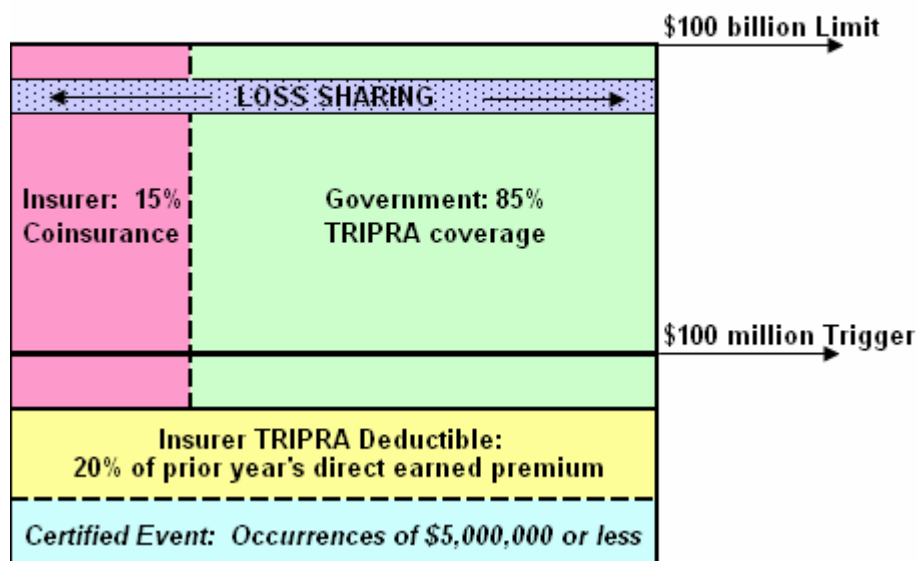 $100 billion Limit
LOSS SHARING
Insurer: 15%
Coinsurance
Government: 85%
TRIPRA coverage
$100 million Trigger
Insurer TRIPRA Deductible:
20% of prior year's direct earned premium
Certified Event: Occurrences of $5,000,000 or less